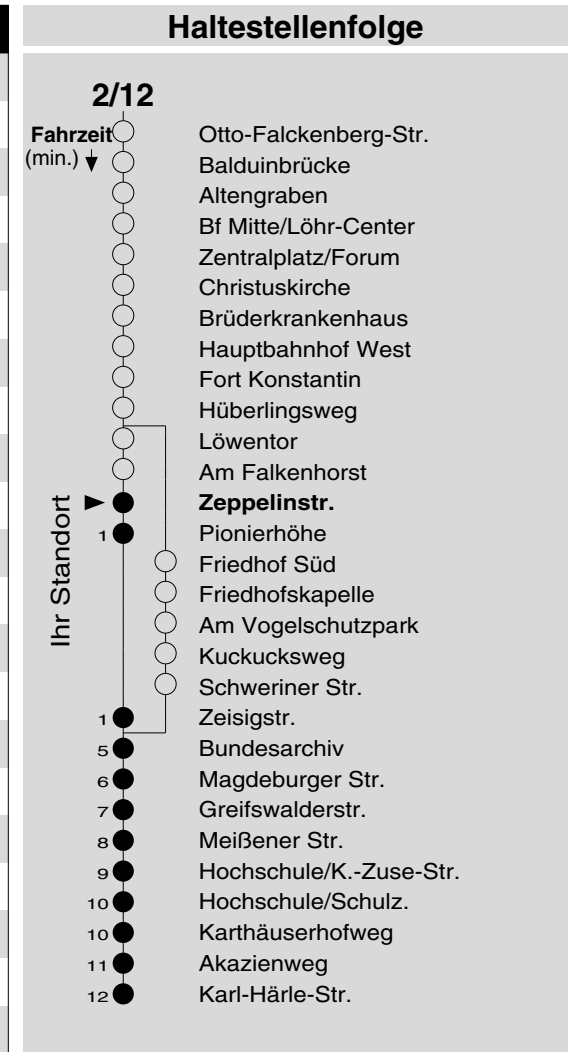 Haltestellenfolge
2/12
Fahrzeit
(min.)
Otto-Falckenberg-Str.
Balduinbrücke
Altengraben
Bf Mitte/Löhr-Center
Zentralplatz/Forum
Christuskirche
Brüderkrankenhaus
Hauptbahnhof West
Fort Konstantin
Hüberlingsweg
Löwentor
Am Falkenhorst
Ihr Standort
Zeppelinstr.
1 Pionierhöhe
Friedhof Süd
Friedhofskapelle
Am Vogelschutzpark
Kuckucksweg
Schweriner Str.
1 Zeisigstr.
5 Bundesarchiv
6 Magdeburger Str.
7 Greifswalderstr.
8 Meißener Str.
9 Hochschule/K.-Zuse-Str.
10 Hochschule/Schulz.
10 Karthäuserhofweg
11 Akazienweg
12 Karl-Härle-Str.